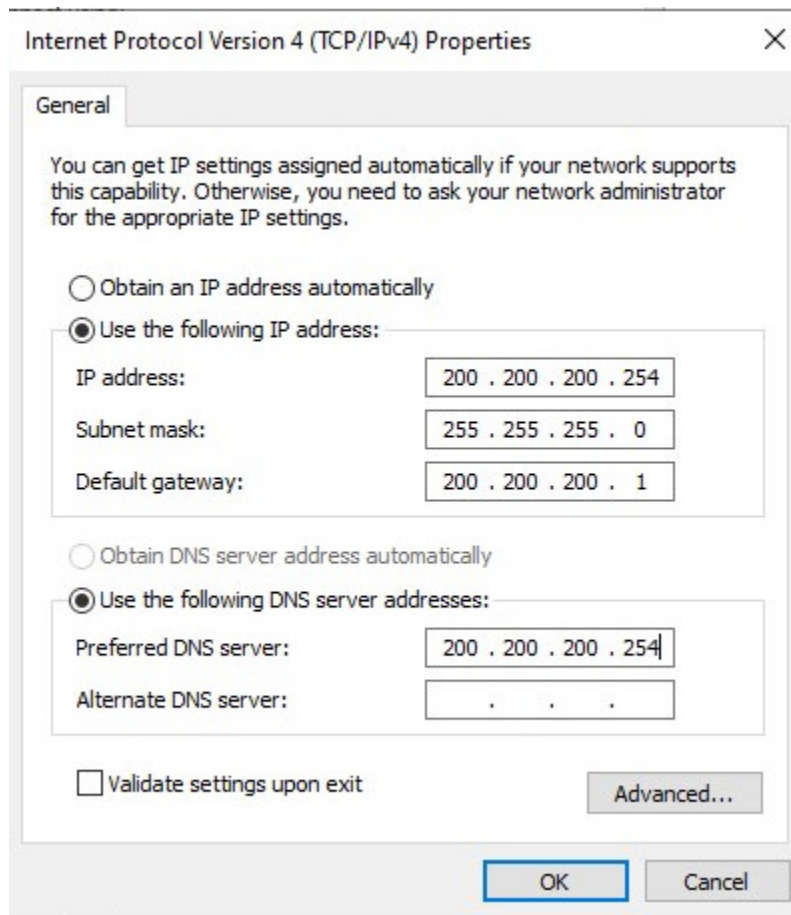 Internet Protocol Version 4 (TCP/IPv4) Properties
General
You can get IP settings assigned automatically if your network supports
this capability. Otherwise, you need to ask your network administrator
for the appropriate IP settings.
Obtain an IP address automatically
Use the following IP address:
IP address: 200 . 200 . 200 . 254
Subnet mask: 255 . 255 . 255 . 0
Default gateway: 200 . 200 . 200 . 1
Obtain DNS server address automatically
Use the following DNS server addresses:
Preferred DNS server: 200 . 200 . 200 . 254
Alternate DNS server: . . .
Validate settings upon exit
Advanced...
OK Cancel